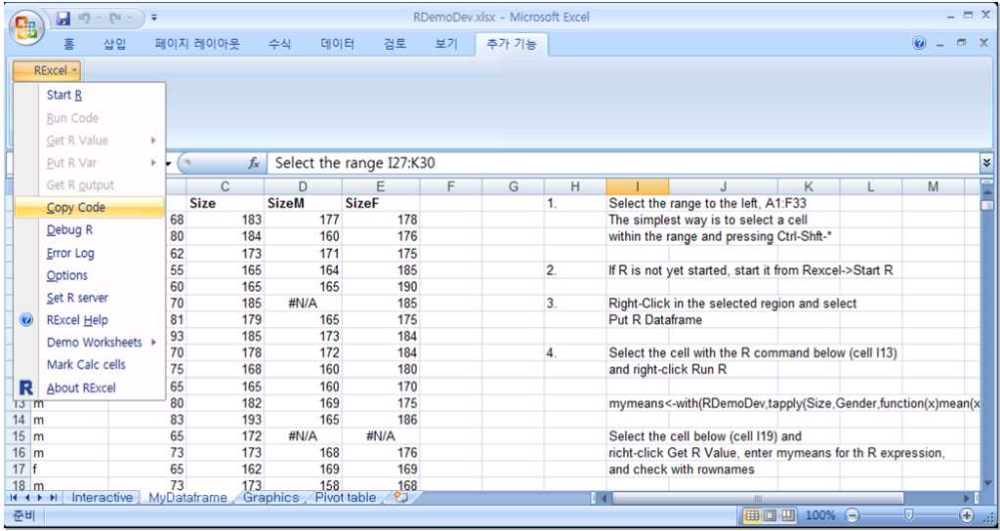 RDemoDev.xlsx - Microsoft Excel
홈 삽입 페이지 레이아웃 수식 데이터 검토 보기 추가 기능
RExcel
Start R
Run Code
Get R Value
Put R Var
Get R output
Copy Code
Debug R
Error Log
Options
Set R server
RExcel Help
Demo Worksheets
Mark Calc cells
About RExcel
fx Select the range I27:K30
C D E F G H I J K L M
Size SizeM SizeF 1. Select the range to the left, A1:F33
68 183 177 178 The simplest way is to select a cell
80 184 160 176 within the range and pressing Ctrl-Shft-*
62 173 171 175
55 165 164 185 2. If R is not yet started, start it from Rexcel->Start R
60 165 165 190
70 185 #N/A 185 3. Right-Click in the selected region and select
81 179 165 175 Put R Dataframe
93 185 173 184
70 178 172 184 4. Select the cell with the R command below (cell I13)
75 168 160 180 and right-click Run R
65 165 160 170
13 m 80 182 169 175 mymeans<-with(RDemoDev,tapply(Size,Gender,function(x)mean(x
14 m 83 193 165 186
15 m 65 172 #N/A #N/A Select the cell below (cell I19) and
16 m 73 173 168 176 richt-click Get R Value, enter mymeans for th R expression,
17 f 65 162 169 169 and check with rownames
18 m 73 173 158 168
Interactive MyDataframe Graphics Pivot table
준비 100%